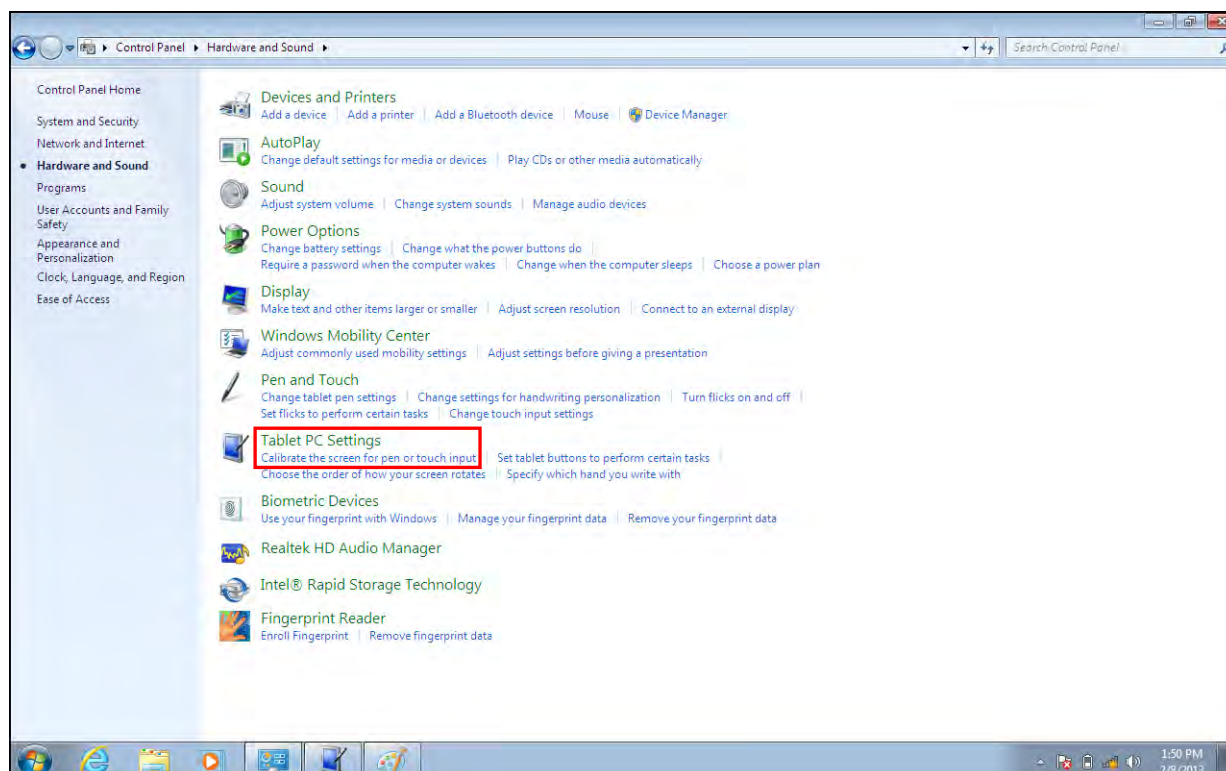 Control Panel ▸ Hardware and Sound ▸
Search Control Panel
Control Panel Home
System and Security
Network and Internet
Hardware and Sound
Programs
User Accounts and Family
Safety
Appearance and
Personalization
Clock, Language, and Region
Ease of Access
Devices and Printers
Add a device | Add a printer | Add a Bluetooth device | Mouse | Device Manager
AutoPlay
Change default settings for media or devices | Play CDs or other media automatically
Sound
Adjust system volume | Change system sounds | Manage audio devices
Power Options
Change battery settings | Change what the power buttons do |
Require a password when the computer wakes | Change when the computer sleeps | Choose a power plan
Display
Make text and other items larger or smaller | Adjust screen resolution | Connect to an external display
Windows Mobility Center
Adjust commonly used mobility settings | Adjust settings before giving a presentation
Pen and Touch
Change tablet pen settings | Change settings for handwriting personalization | Turn flicks on and off |
Set flicks to perform certain tasks | Change touch input settings
Tablet PC Settings
Calibrate the screen for pen or touch input | Set tablet buttons to perform certain tasks |
Choose the order of how your screen rotates | Specify which hand you write with
Biometric Devices
Use your fingerprint with Windows | Manage your fingerprint data | Remove your fingerprint data
Realtek HD Audio Manager
Intel® Rapid Storage Technology
Fingerprint Reader
Enroll Fingerprint | Remove fingerprint data
1:50 PM
2/8/2013